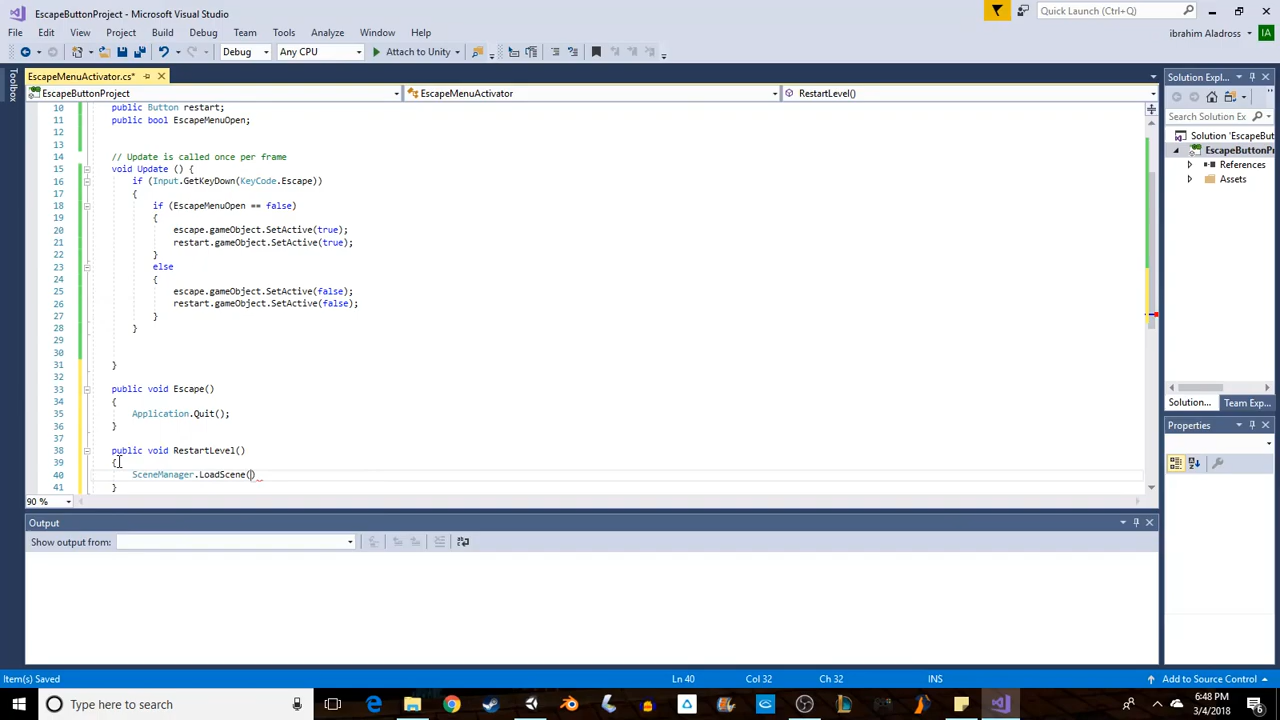 EscapeButtonProject - Microsoft Visual Studio
Quick Launch (Ctrl+Q)
File Edit View Project Build Debug Team Tools Analyze Window Help
ibrahim Aladross IA
Debug Any CPU Attach to Unity
Toolbox
EscapeMenuActivator.cs*
EscapeButtonProject EscapeMenuActivator RestartLevel()
10 public Button restart;
11 public bool EscapeMenuOpen;
12
13
14 // Update is called once per frame
15 void Update () {
16 if (Input.GetKeyDown(KeyCode.Escape))
17 {
18 if (EscapeMenuOpen == false)
19 {
20 escape.gameObject.SetActive(true);
21 restart.gameObject.SetActive(true);
22 }
23 else
24 {
25 escape.gameObject.SetActive(false);
26 restart.gameObject.SetActive(false);
27 }
28 }
29
30
31 }
32
33 public void Escape()
34 {
35 Application.Quit();
36 }
37
38 public void RestartLevel()
39 {
40 SceneManager.LoadScene()
41 }
90 %
Solution Expl...
Search Solution Ex
Solution 'EscapeBut
EscapeButtonPr
References
Assets
Solution... Team Exp...
Properties
Output
Show output from:
Item(s) Saved Ln 40 Col 32 Ch 32 INS Add to Source Control
Type here to search
6:48 PM
3/4/2018
6